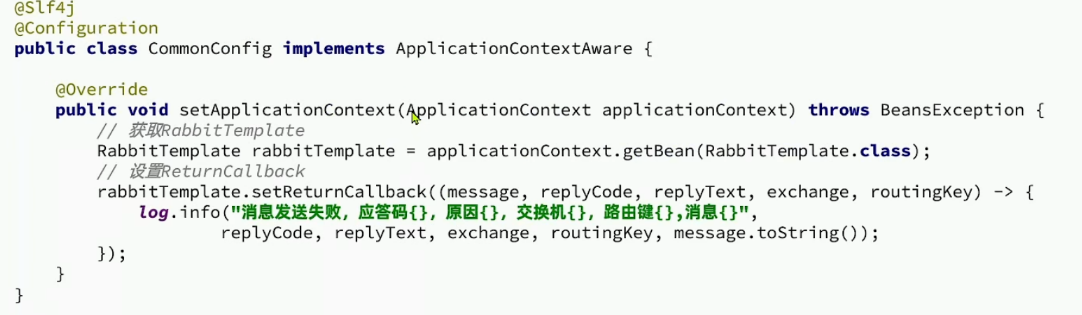 @Slf4j
@Configuration
public class CommonConfig implements ApplicationContextAware {
@Override
public void setApplicationContext(ApplicationContext applicationContext) throws BeansException {
// 获取RabbitTemplate
RabbitTemplate rabbitTemplate = applicationContext.getBean(RabbitTemplate.class);
// 设置ReturnCallback
rabbitTemplate.setReturnCallback((message, replyCode, replyText, exchange, routingKey) -> {
log.info("消息发送失败，应答码{}，原因{}，交换机{}，路由键{},消息{}",
replyCode, replyText, exchange, routingKey, message.toString());
});
}
}